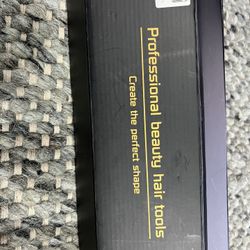 Professional beauty hair tools
Create the perfect shape